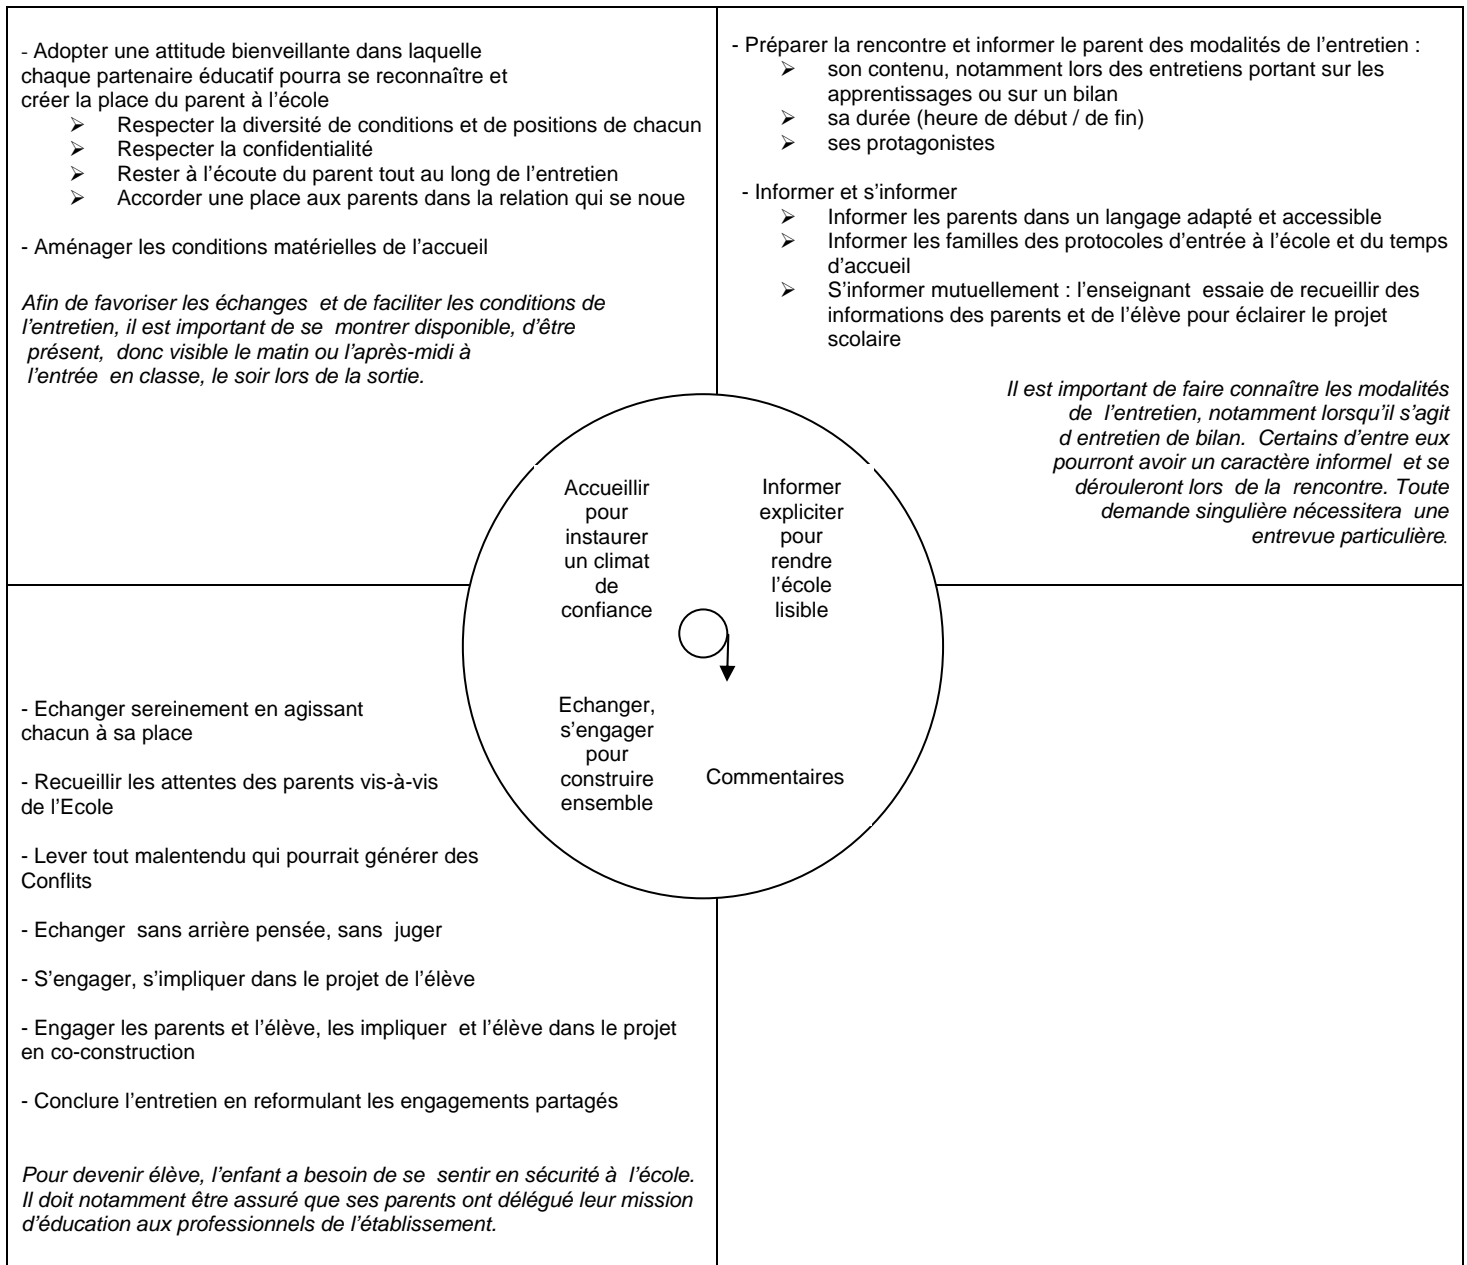 - Adopter une attitude bienveillante dans laquelle
chaque partenaire éducatif pourra se reconnaître et
créer la place du parent à l'école
➢ Respecter la diversité de conditions et de positions de chacun
➢ Respecter la confidentialité
➢ Rester à l'écoute du parent tout au long de l'entretien
➢ Accorder une place aux parents dans la relation qui se noue
- Aménager les conditions matérielles de l'accueil
Afin de favoriser les échanges et de faciliter les conditions de
l'entretien, il est important de se montrer disponible, d'être
présent, donc visible le matin ou l'après-midi à
l'entrée en classe, le soir lors de la sortie.
- Préparer la rencontre et informer le parent des modalités de l'entretien :
➢ son contenu, notamment lors des entretiens portant sur les
apprentissages ou sur un bilan
➢ sa durée (heure de début / de fin)
➢ ses protagonistes
- Informer et s'informer
➢ Informer les parents dans un langage adapté et accessible
➢ Informer les familles des protocoles d'entrée à l'école et du temps
d'accueil
➢ S'informer mutuellement : l'enseignant essaie de recueillir des
informations des parents et de l'élève pour éclairer le projet
scolaire
Il est important de faire connaître les modalités
de l'entretien, notamment lorsqu'il s'agit
d entretien de bilan. Certains d'entre eux
pourront avoir un caractère informel et se
dérouleront lors de la rencontre. Toute
demande singulière nécessitera une
entrevue particulière.
Accueillir
pour
instaurer
un climat
de
confiance
Informer
expliciter
pour
rendre
l'école
lisible
Echanger,
s'engager
pour
construire
ensemble
Commentaires
- Echanger sereinement en agissant
chacun à sa place
- Recueillir les attentes des parents vis-à-vis
de l'Ecole
- Lever tout malentendu qui pourrait générer des
Conflits
- Echanger sans arrière pensée, sans juger
- S'engager, s'impliquer dans le projet de l'élève
- Engager les parents et l'élève, les impliquer et l'élève dans le projet
en co-construction
- Conclure l'entretien en reformulant les engagements partagés
Pour devenir élève, l'enfant a besoin de se sentir en sécurité à l'école.
Il doit notamment être assuré que ses parents ont délégué leur mission
d'éducation aux professionnels de l'établissement.